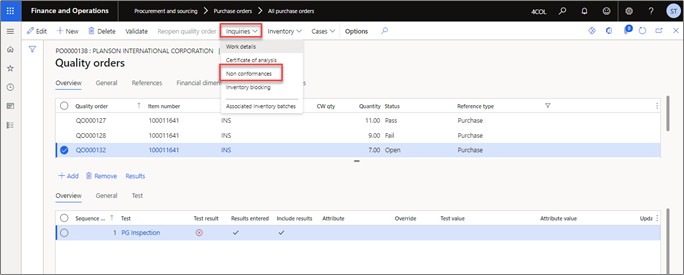 Finance and Operations
Procurement and sourcing > Purchase orders > All purchase orders
4COL
ST
Edit + New Delete Validate Reopen quality order Inquiries Inventory Cases Options
0
Work details
Certificate of analysis
Non conformances
Inventory blocking
Associated inventory batches
PO0000138 : PLANSON INTERNATIONAL CORPORATION |
Quality orders
Overview General References Financial dimen
Quality order Item number CW qty Quantity Status Reference type
QO000127 100011641 INS 11.00 Pass Purchase
QO000128 100011641 INS 9.00 Fail Purchase
QO000132 100011641 INS 7.00 Open Purchase
+ Add Remove Results
Overview General Test
Sequence ... Test Test result Results entered Include results Attribute Override Test value Attribute value Upda
1 PG Inspection